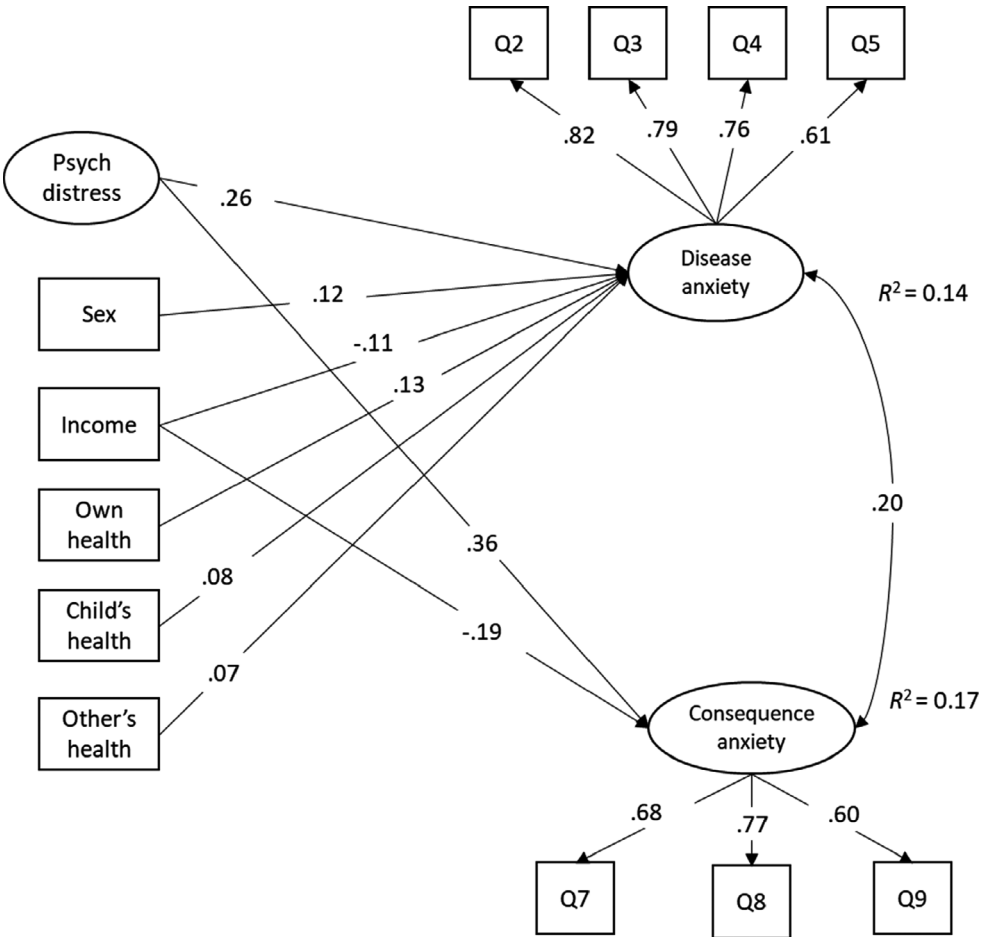 Q2 Q3 Q4 Q5
.82 .79 .76 .61
Psych
distress
.26
Disease
anxiety
R² = 0.14
Sex
.12
-.11
.13
Income
Own
health
.20
.36
Child's
health
.08
-.19
.07
Other's
health
Consequence
anxiety
R² = 0.17
.68 .77 .60
Q7 Q8 Q9